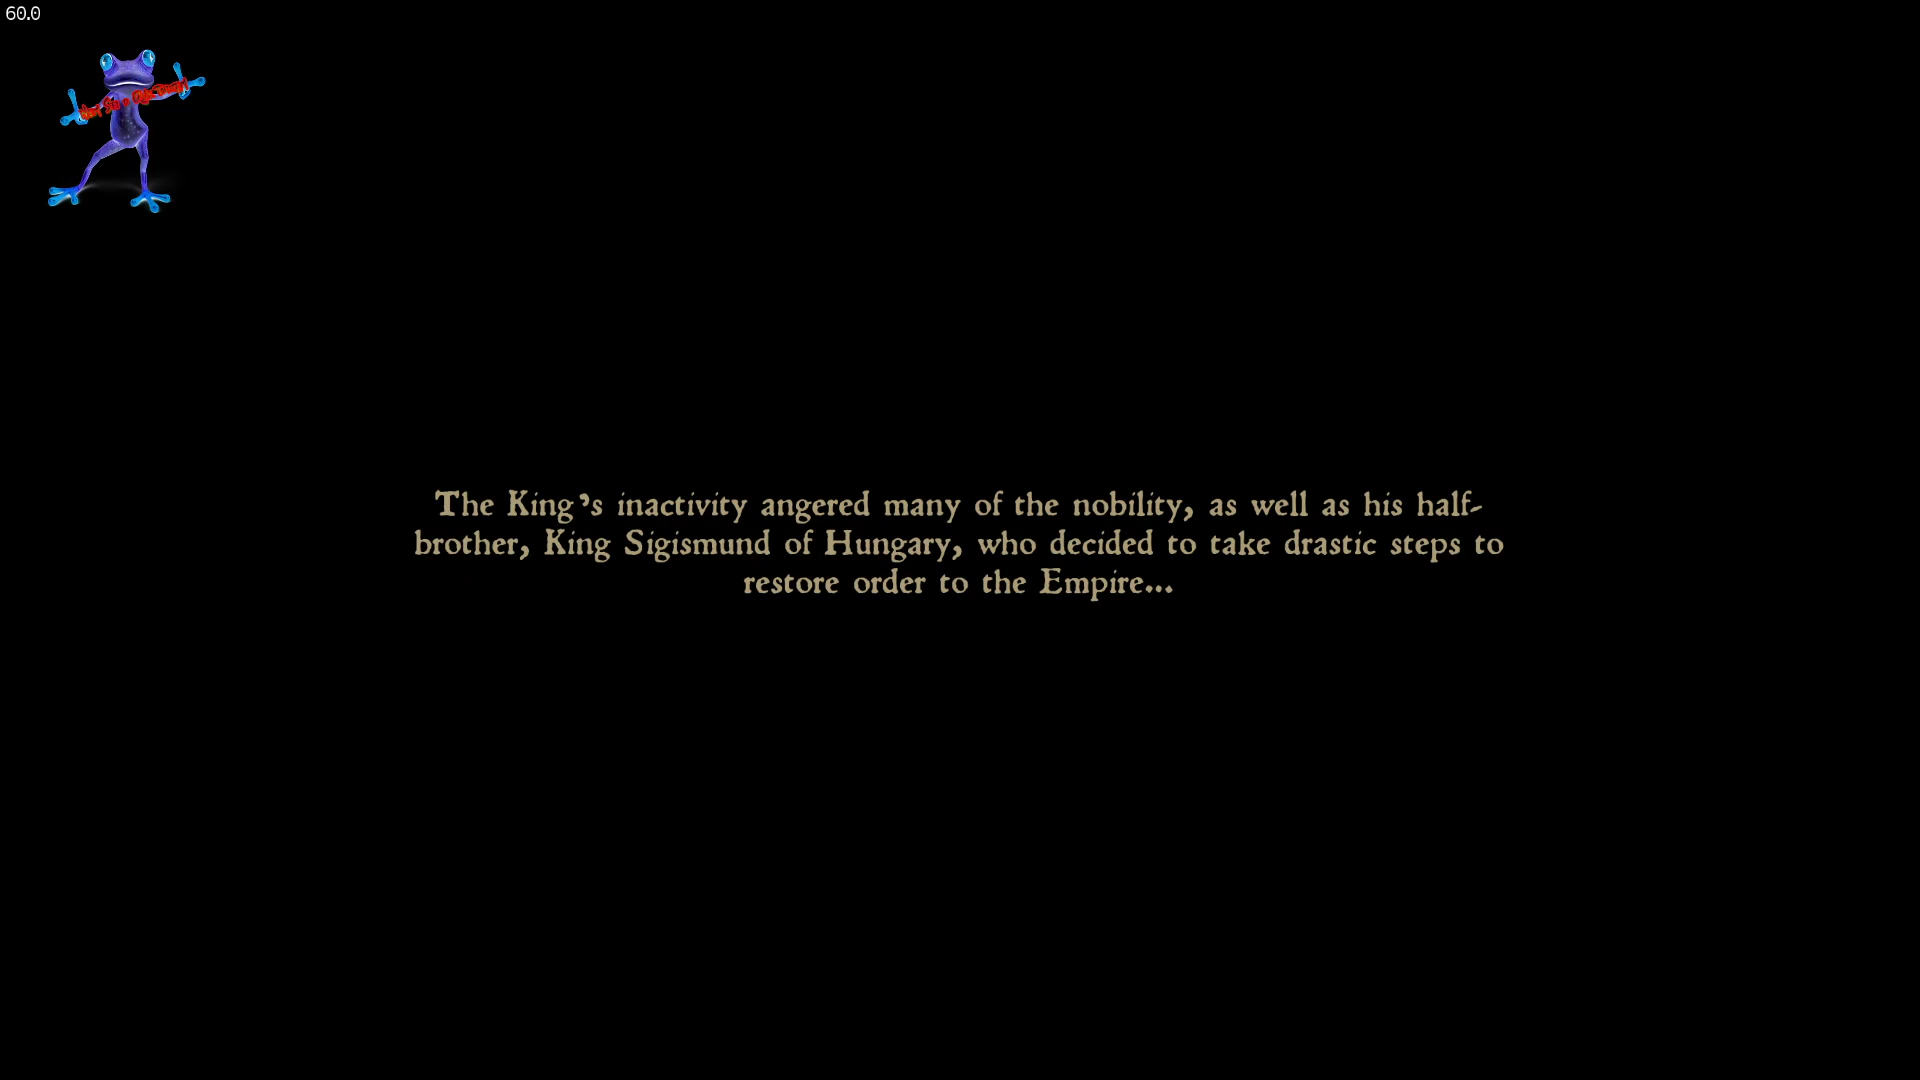 60.0
The King's inactivity angered many of the nobility, as well as his half-
brother, King Sigismund of Hungary, who decided to take drastic steps to
restore order to the Empire...